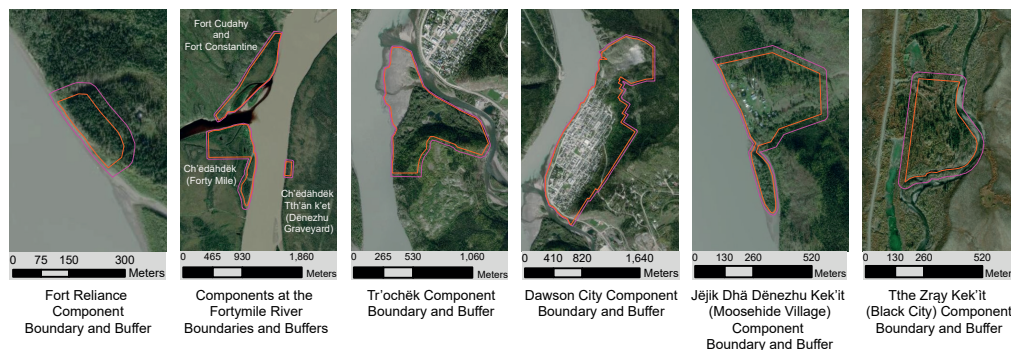 Fort Cudahy
and
Fort Constantine
Ch'ëdähdëk
(Forty Mile)
Ch'ëdähdëk
Tth'än k'et
(Dënezhu
Graveyard)
0 75 150 300
Meters
0 465 930 1,860
Meters
0 265 530 1,060
Meters
0 410 820 1,640
Meters
0 130 260 520
Meters
0 130 260 520
Meters
Fort Reliance
Component
Boundary and Buffer
Components at the
Fortymile River
Boundaries and Buffers
Tr'ochëk Component
Boundary and Buffer
Dawson City Component
Boundary and Buffer
Jëjik Dhä Dënezhu Kek'it
(Moosehide Village)
Component
Boundary and Buffer
Tthe Zrąy Kek'ìt
(Black City) Component
Boundary and Buffer